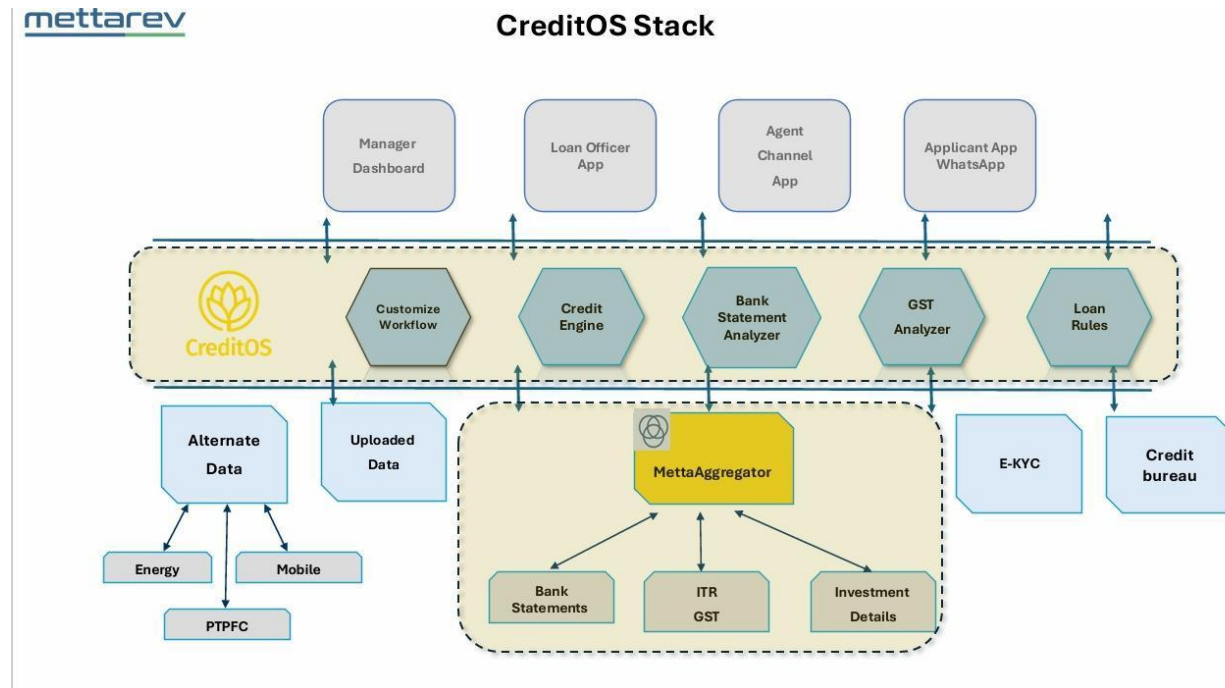 mettarev
CreditOS Stack
Manager
Dashboard
Loan Officer
App
Agent
Channel
App
Applicant App
WhatsApp
CreditOS
Customize
Workflow
Credit
Engine
Bank
Statement
Analyzer
GST
Analyzer
Loan
Rules
Alternate
Data
Uploaded
Data
MettaAggregator
E-KYC
Credit
bureau
Energy
Mobile
PTPFC
Bank
Statements
ITR
GST
Investment
Details